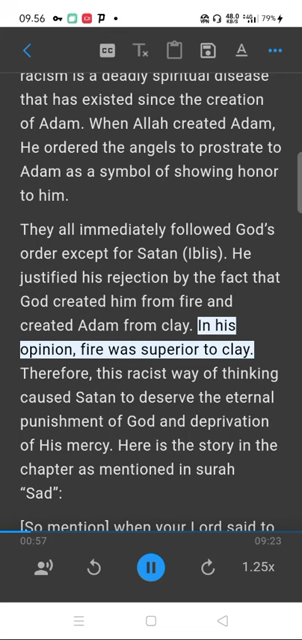 09.56
48.0
KB/S
79%
CC
racism is a deadly spiritual disease
that has existed since the creation
of Adam. When Allah created Adam,
He ordered the angels to prostrate to
Adam as a symbol of showing honor
to him.
They all immediately followed God's
order except for Satan (Iblis). He
justified his rejection by the fact that
God created him from fire and
created Adam from clay. In his
opinion, fire was superior to clay.
Therefore, this racist way of thinking
caused Satan to deserve the eternal
punishment of God and deprivation
of His mercy. Here is the story in the
chapter as mentioned in surah
“Sad”:
[So mention] when your Lord said to
00:57
09:23
1.25x